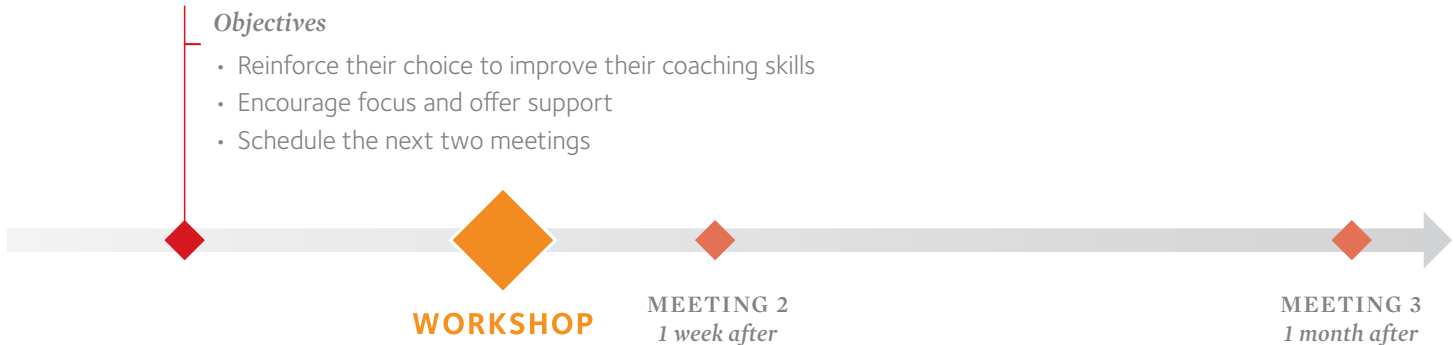 Objectives
• Reinforce their choice to improve their coaching skills
• Encourage focus and offer support
• Schedule the next two meetings
WORKSHOP
MEETING 2
1 week after
MEETING 3
1 month after